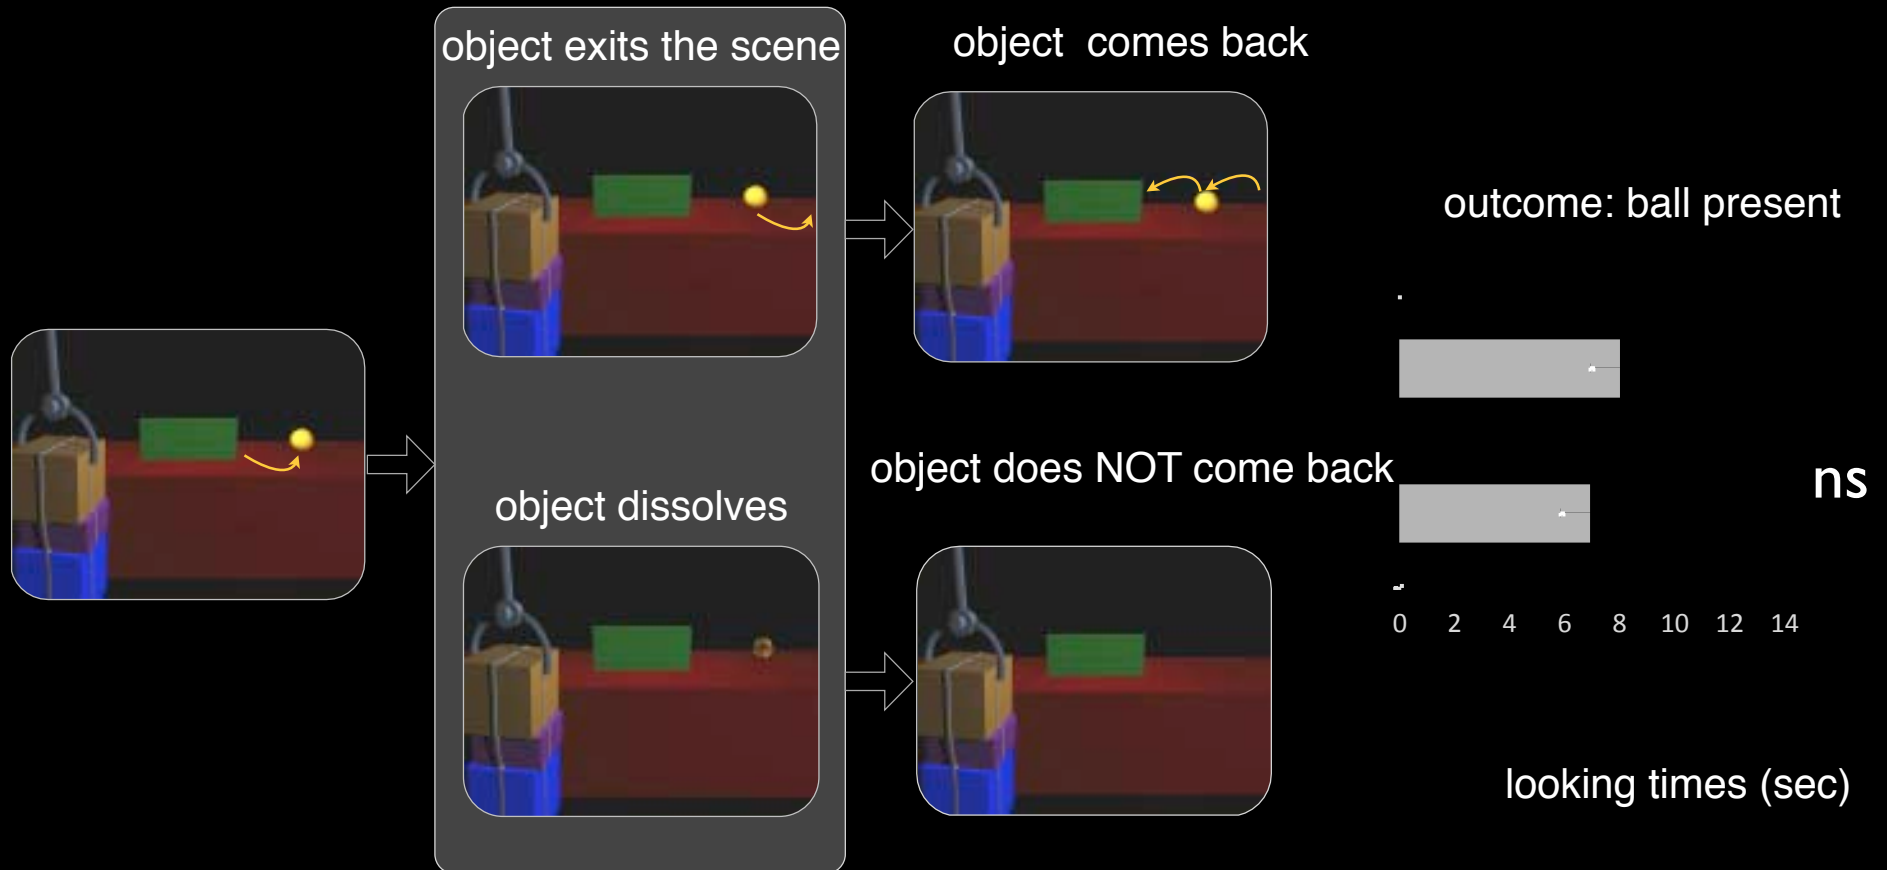 object exits the scene
object comes back
outcome: ball present
object dissolves
object does NOT come back
ns
0 2 4 6 8 10 12 14
looking times (sec)